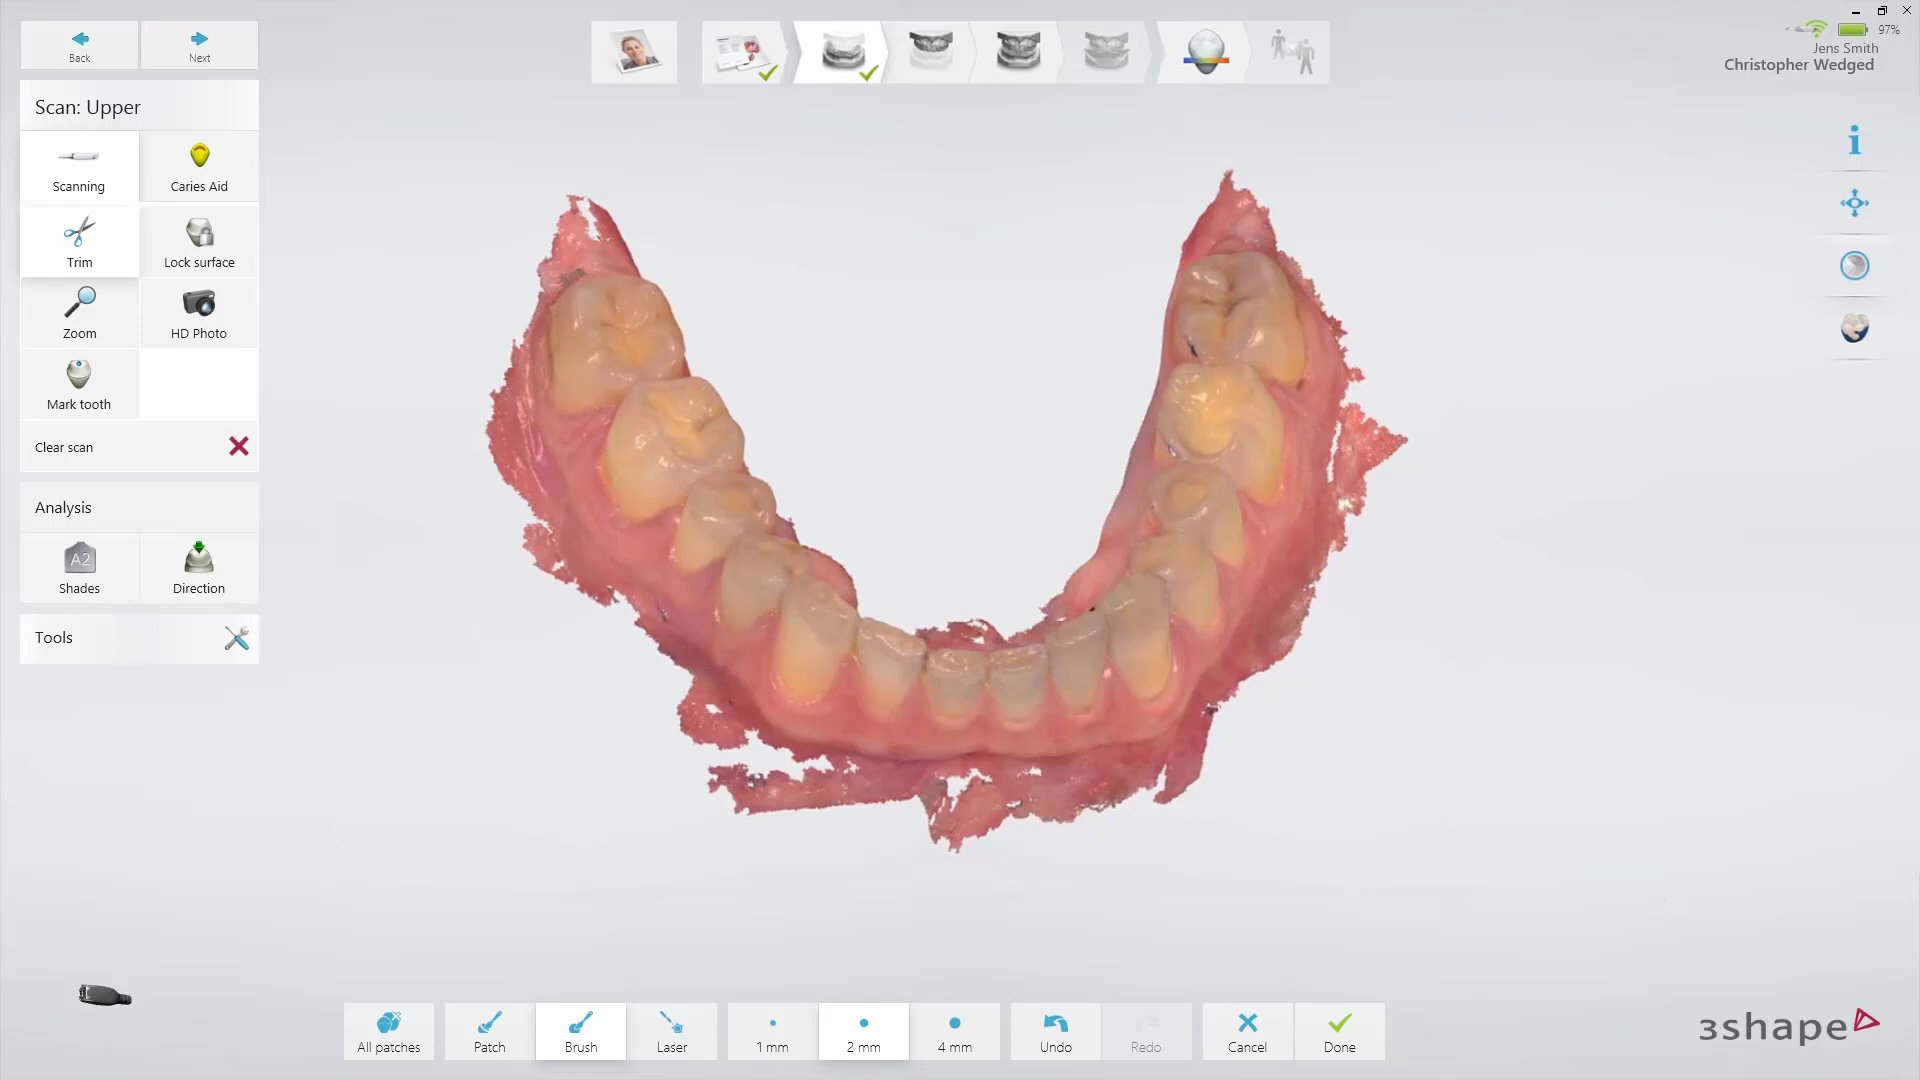 Back
Next
97%
Jens Smith
Christopher Wedged
Scan: Upper
Scanning
Caries Aid
Trim
Lock surface
Zoom
HD Photo
Mark tooth
Clear scan
Analysis
A2
Shades
Direction
Tools
All patches
Patch
Brush
Laser
1 mm
2 mm
4 mm
Undo
Redo
Cancel
Done
3shape